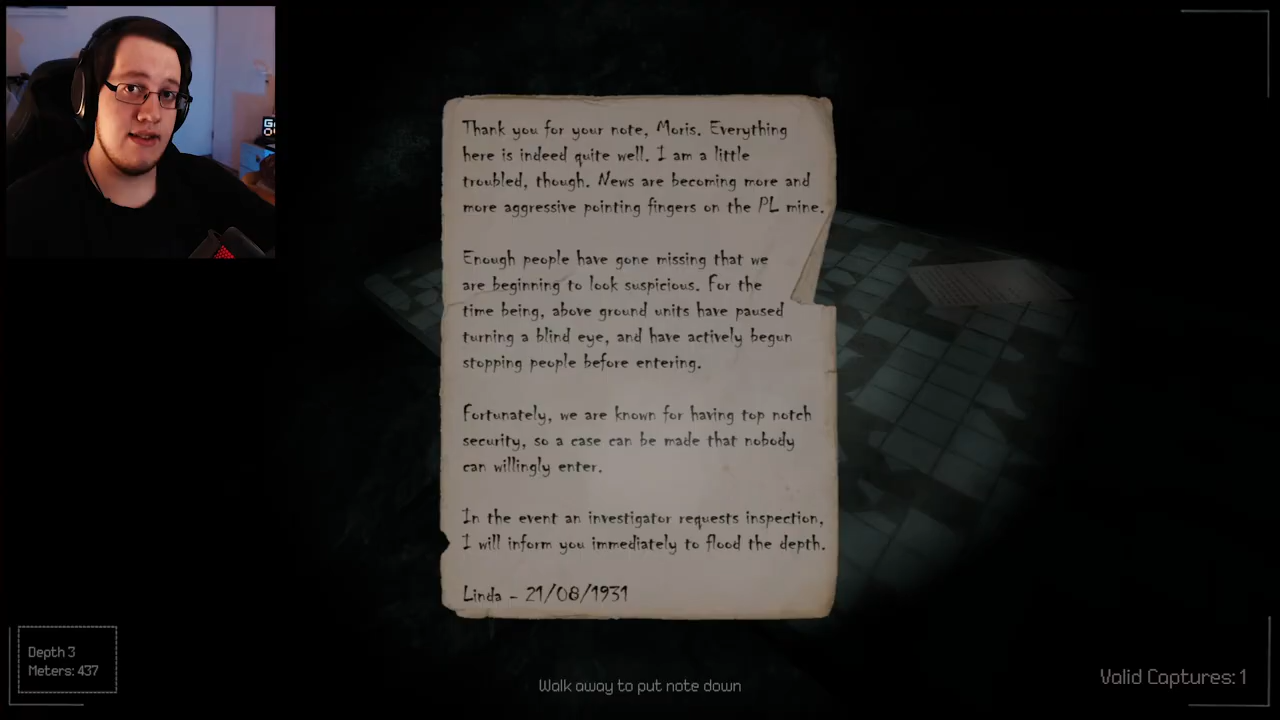 Thank you for your note, Moris. Everything
here is indeed quite well. I am a little
troubled, though. News are becoming more and
more aggressive pointing fingers on the PL mine.
Enough people have gone missing that we
are beginning to look suspicious. For the
time being, above ground units have paused
turning a blind eye, and have actively begun
stopping people before entering.
Fortunately, we are known for having top notch
security, so a case can be made that nobody
can willingly enter.
In the event an investigator requests inspection,
I will inform you immediately to flood the depth.
Linda - 21/08/1931
Depth 3
Meters: 437
Walk away to put note down
Valid Captures: 1